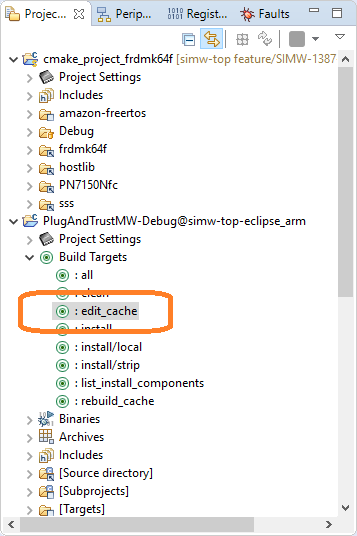 Projec... Periph... Registe... Faults
cmake_project_frdmk64f [simw-top feature/SIMW-1387
Project Settings
Includes
amazon-freertos
Debug
frdmk64f
hostlib
PN7150Nfc
sss
PlugAndTrustMW-Debug@simw-top-eclipse_arm
Project Settings
Build Targets
: all
: clean
: edit_cache
: install
: install/local
: install/strip
: list_install_components
: rebuild_cache
Binaries
Archives
Includes
[Source directory]
[Subprojects]
[Targets]